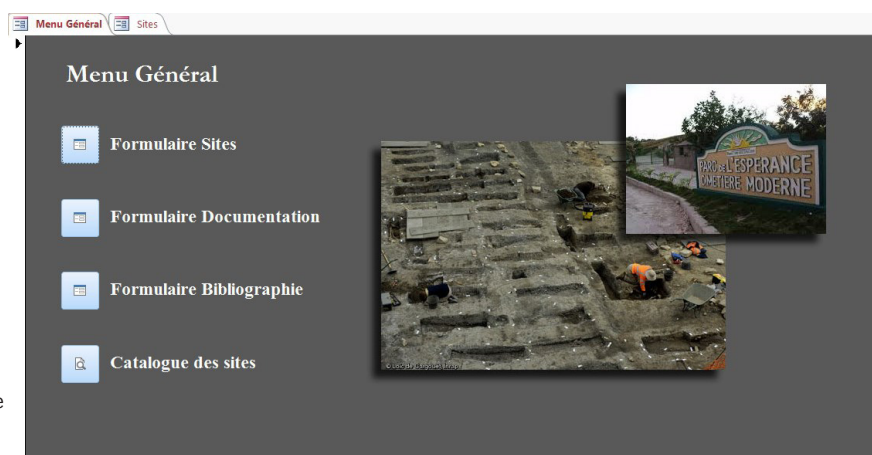 Menu Général
Sites
Menu Général
Formulaire Sites
Formulaire Documentation
Formulaire Bibliographie
Catalogue des sites
PARC DE L'ESPERANCE
CIMETIERE MODERNE
e